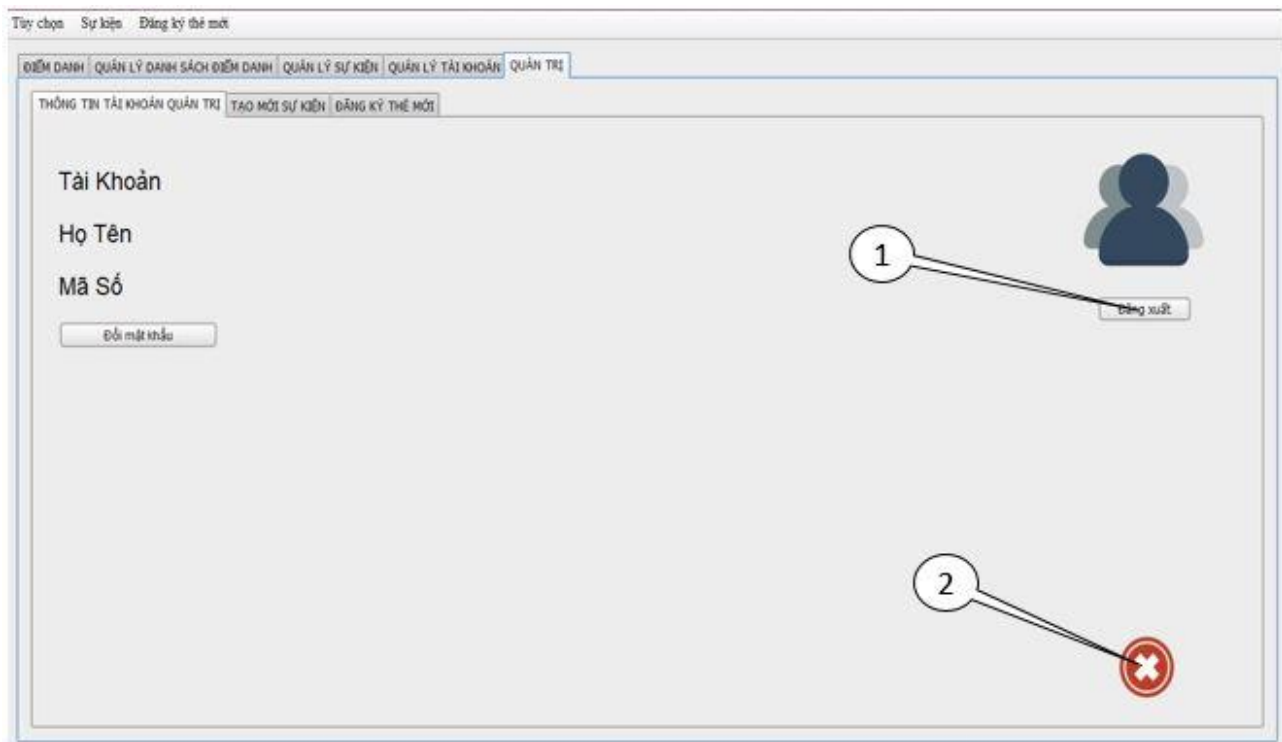 Tùy chọn Sự kiện Đăng ký thẻ mới
ĐIỂM DANH QUẢN LÝ DANH SÁCH ĐIỂM DANH QUẢN LÝ SỰ KIỆN QUẢN LÝ TÀI KHOẢN QUẢN TRỊ
THÔNG TIN TÀI KHOẢN QUẢN TRỊ TẠO MỚI SỰ KIỆN ĐĂNG KÝ THẺ MỚI
Tài Khoản
Họ Tên
1
Mã Số
Đăng xuất
Đổi mật khẩu
2